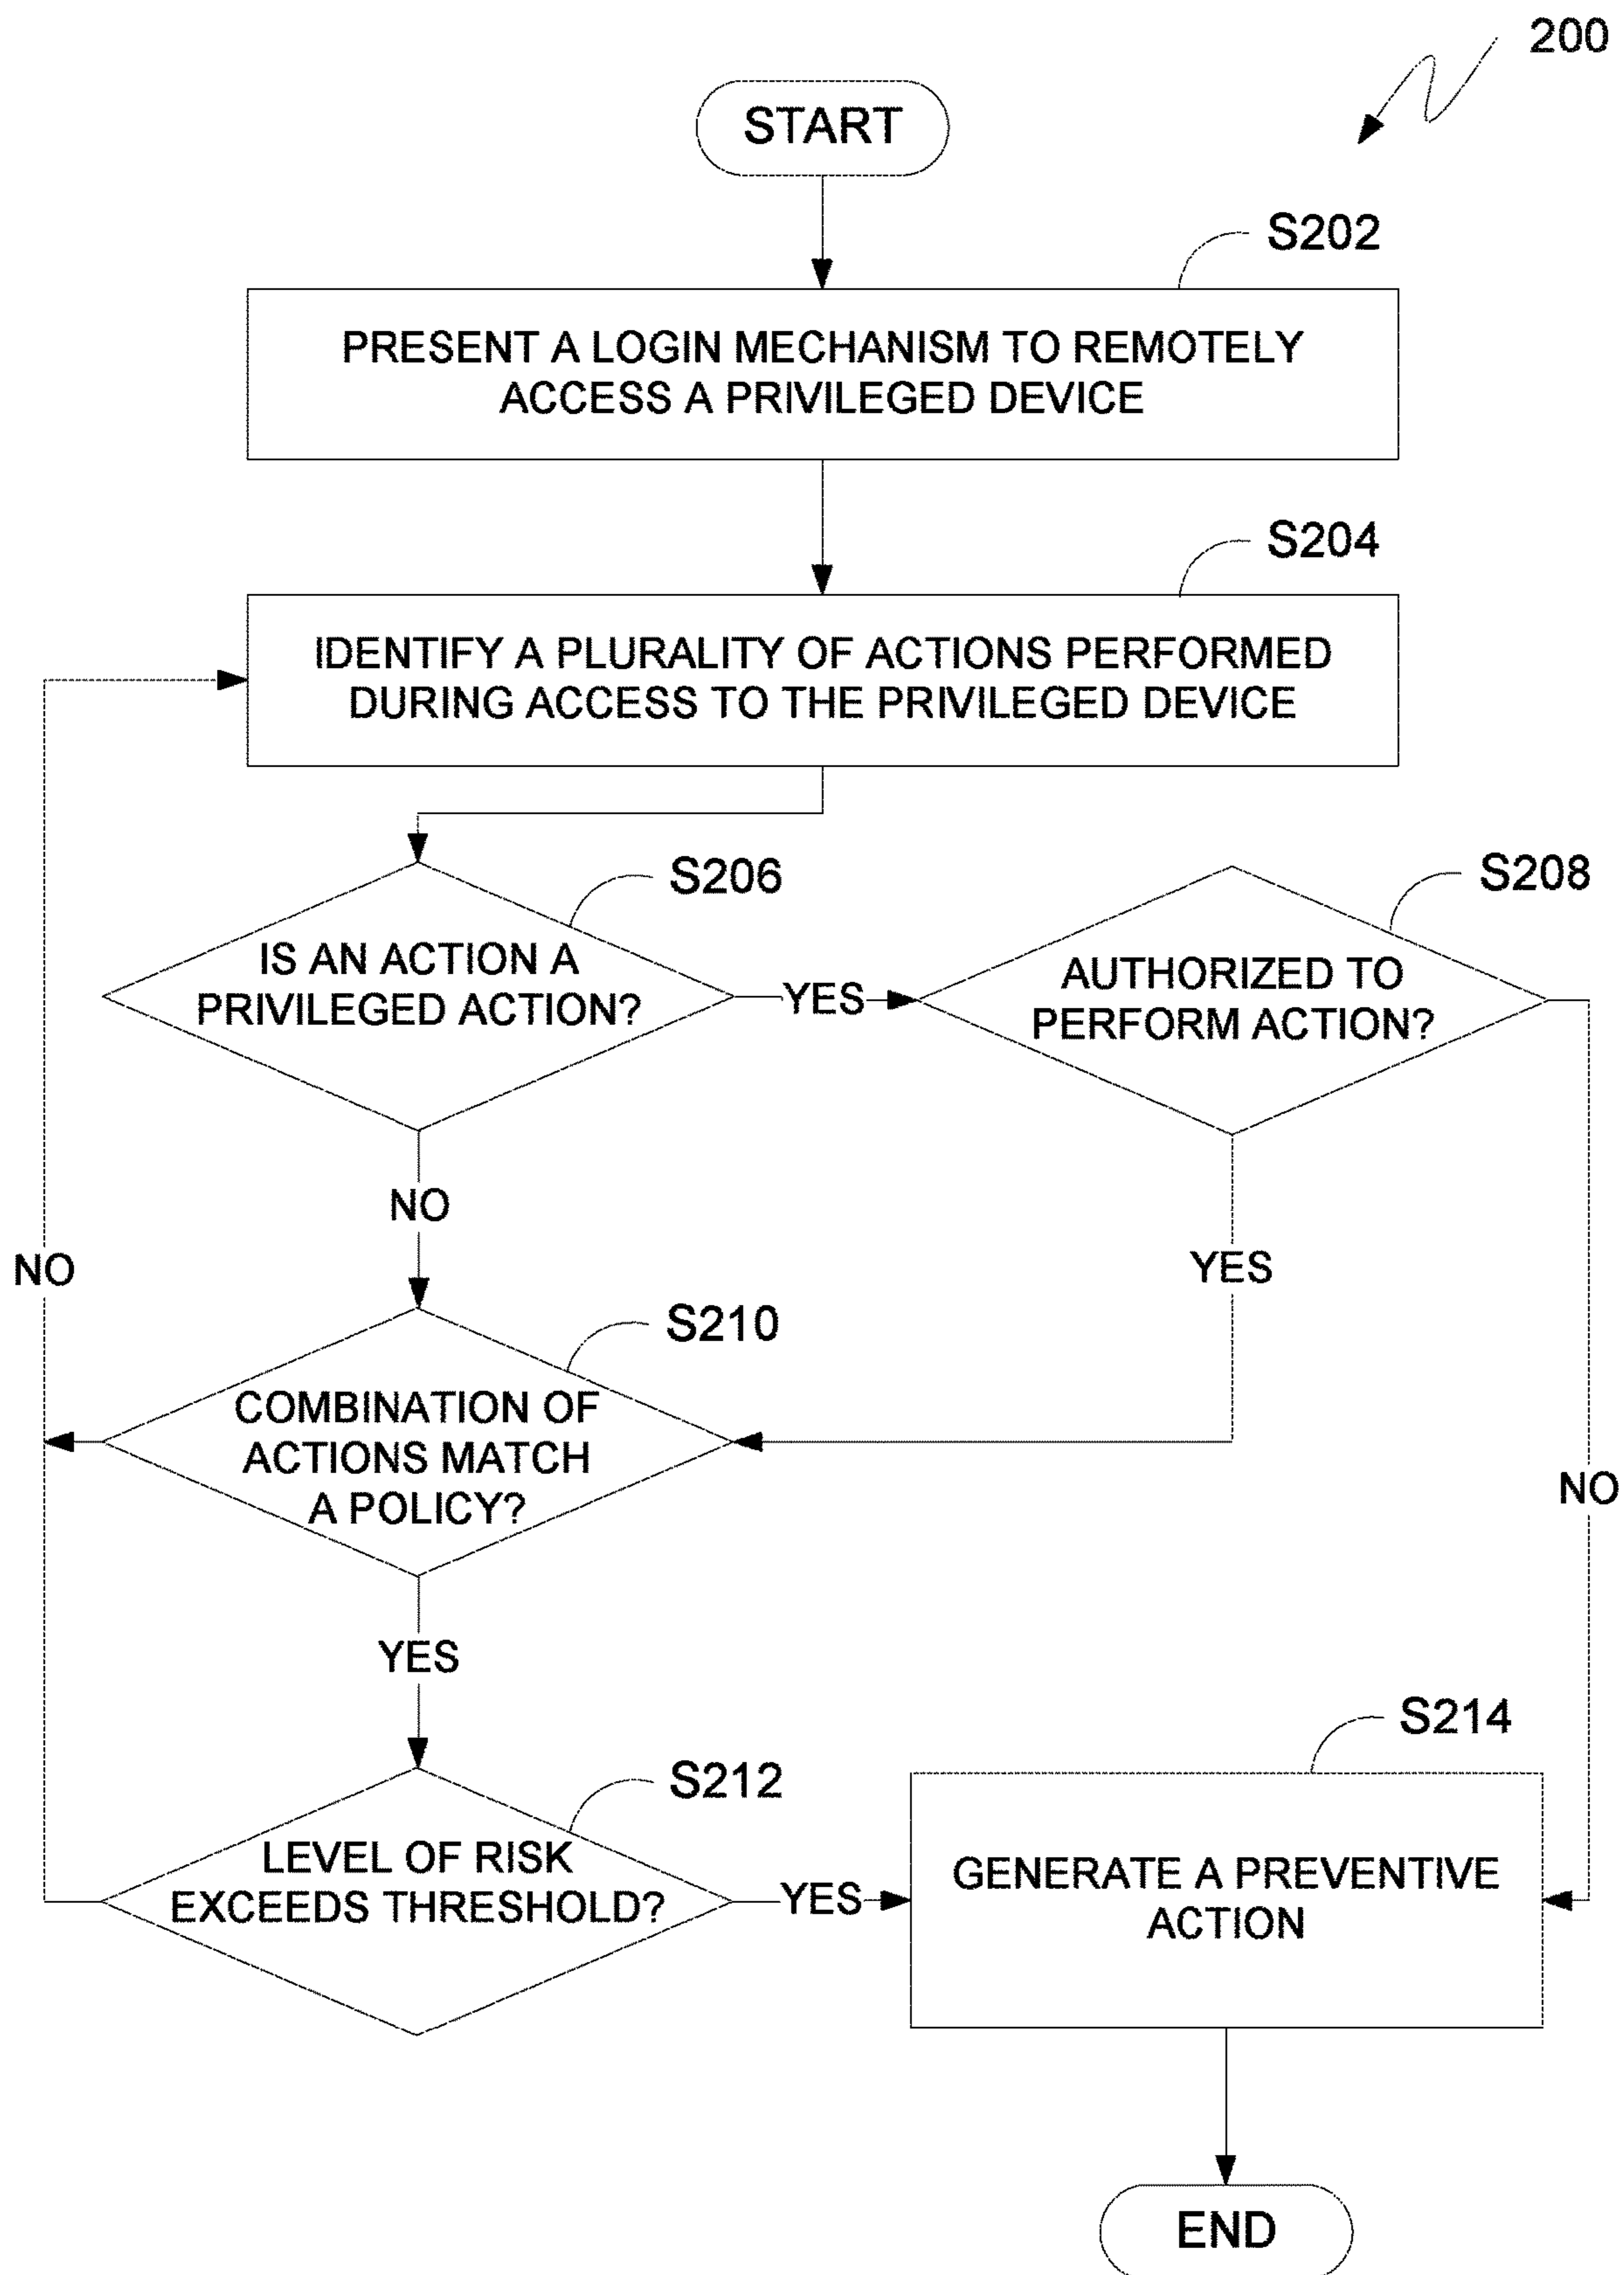 200
START
S202
PRESENT A LOGIN MECHANISM TO REMOTELY
ACCESS A PRIVILEGED DEVICE
S204
IDENTIFY A PLURALITY OF ACTIONS PERFORMED
DURING ACCESS TO THE PRIVILEGED DEVICE
S206
IS AN ACTION A
PRIVILEGED ACTION?
YES
S208
AUTHORIZED TO
PERFORM ACTION?
NO
YES
NO
NO
S210
COMBINATION OF
ACTIONS MATCH
A POLICY?
YES
S212
LEVEL OF RISK
EXCEEDS THRESHOLD?
YES
S214
GENERATE A PREVENTIVE
ACTION
END